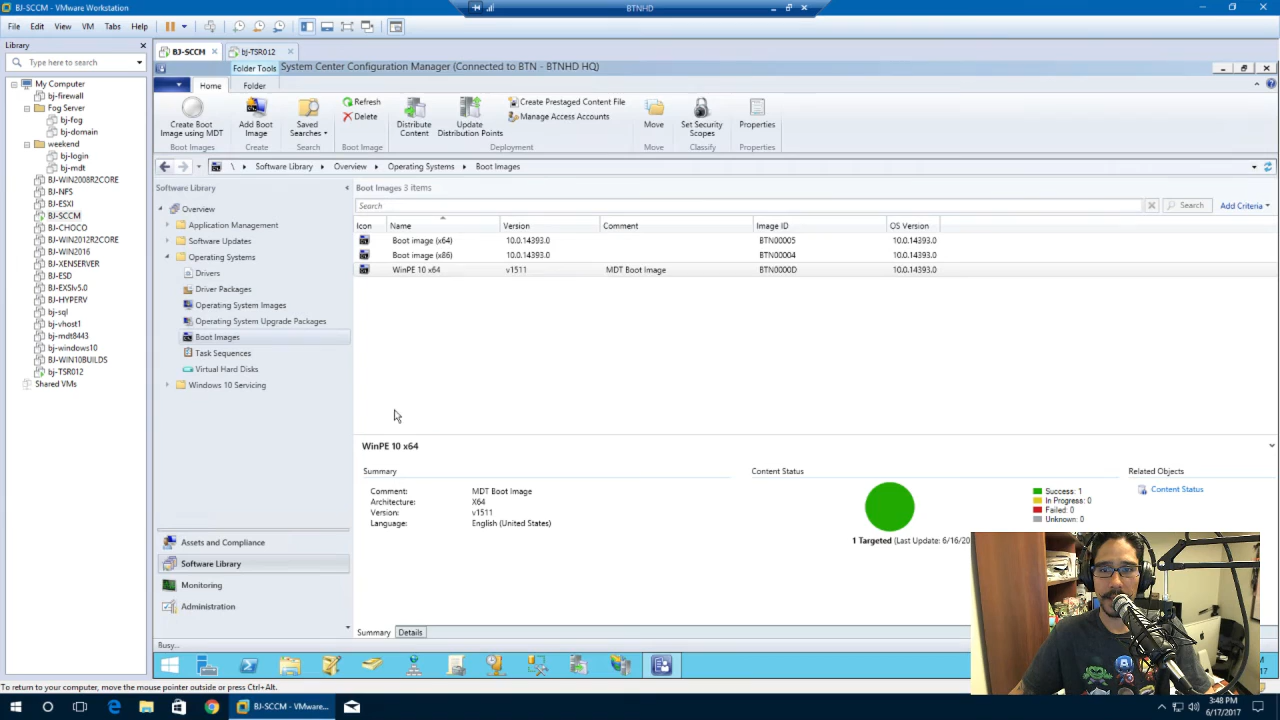 BJ-SCCM - VMware Workstation
BTNHD
File Edit View VM Tabs Help
Library
BJ-SCCM
bj-TSR012
Type here to search
Folder Tools
System Center Configuration Manager (Connected to BTN - BTNHD HQ)
Home
Folder
Create Boot Image using MDT
Add Boot Image
Saved Searches
Refresh
Delete
Distribute Content
Update Distribution Points
Create Prestaged Content File
Manage Access Accounts
Move
Set Security Scopes
Properties
Boot Images
Create
Search
Boot Image
Deployment
Move
Classify
Properties
\ Software Library Overview Operating Systems Boot Images
My Computer
bj-firewall
Fog Server
bj-fog
bj-domain
weekend
bj-login
bj-mdt
BJ-WIN2008R2CORE
BJ-NFS
BJ-ESXI
BJ-SCCM
BJ-CHOCO
BJ-WIN2012R2CORE
BJ-WIN2016
BJ-XENSERVER
BJ-ESD
BJ-EXSIv5.0
BJ-HYPERV
bj-sql
bj-vhost1
bj-mdt8443
bj-windows10
BJ-WIN10BUILDS
bj-TSR012
Shared VMs
Software Library
Overview
Application Management
Software Updates
Operating Systems
Drivers
Driver Packages
Operating System Images
Operating System Upgrade Packages
Boot Images
Task Sequences
Virtual Hard Disks
Windows 10 Servicing
Assets and Compliance
Software Library
Monitoring
Administration
Boot Images 3 items
Search
Search
Add Criteria
Icon Name Version Comment Image ID OS Version
Boot image (x64) 10.0.14393.0 BTN00005 10.0.14393.0
Boot image (x86) 10.0.14393.0 BTN00004 10.0.14393.0
WinPE 10 x64 v1511 MDT Boot Image BTN0000D 10.0.14393.0
WinPE 10 x64
Summary
Comment: MDT Boot Image
Architecture: X64
Version: v1511
Language: English (United States)
Content Status
Success: 1
In Progress: 0
Failed: 0
Unknown: 0
1 Targeted (Last Update: 6/16/20
Related Objects
Content Status
Summary
Details
Busy...
To return to your computer, move the mouse pointer outside or press Ctrl+Alt.
BJ-SCCM - VMware...
3:48 PM
6/17/2017